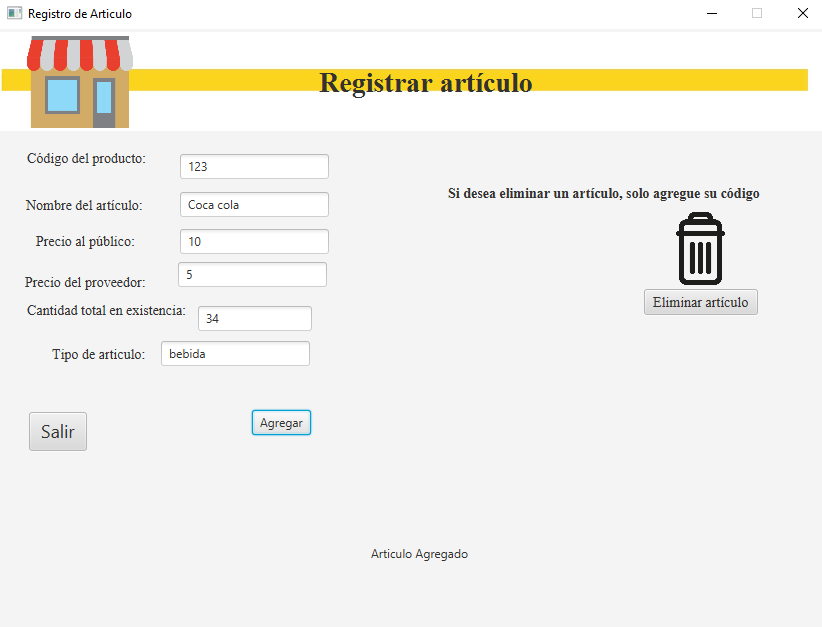 Registro de Articulo
Registrar artículo
Código del producto:
123
Nombre del artículo:
Coca cola
Precio al público:
10
Precio del proveedor:
5
Cantidad total en existencia:
34
Tipo de articulo:
bebida
Si desea eliminar un artículo, solo agregue su código
Eliminar artículo
Salir
Agregar
Articulo Agregado